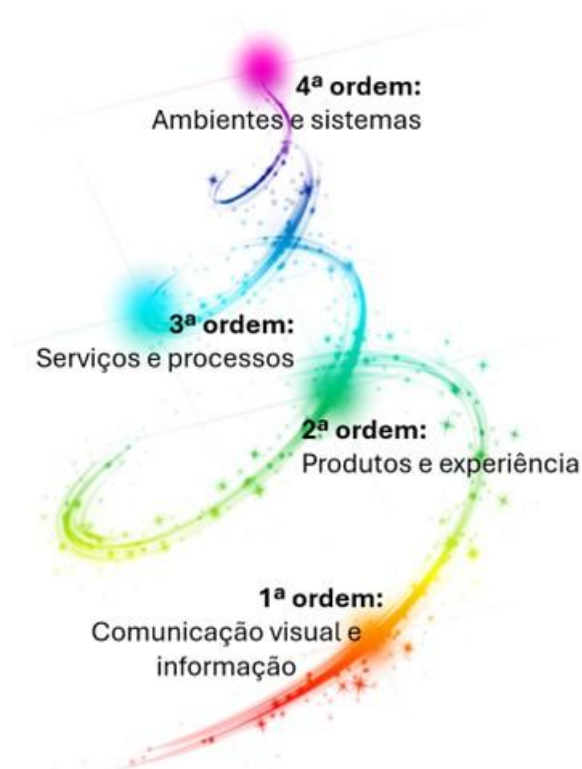 4ª ordem:
Ambientes e sistemas
3ª ordem:
Serviços e processos
2ª ordem:
Produtos e experiência
1ª ordem:
Comunicação visual e
informação